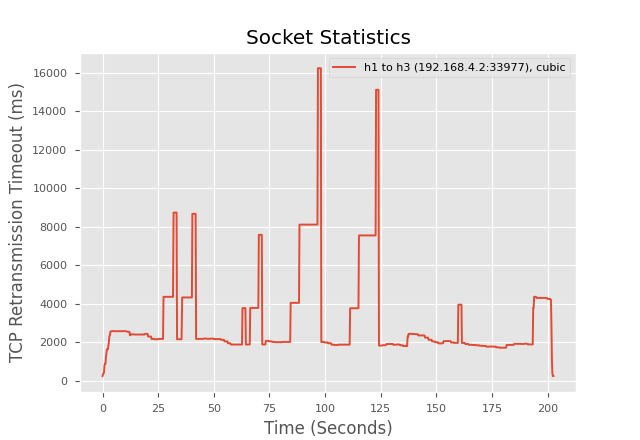 Socket Statistics
h1 to h3 (192.168.4.2:33977), cubic
TCP Retransmission Timeout (ms)
16000
14000
12000
10000
8000
6000
4000
2000
0
0 25 50 75 100 125 150 175 200
Time (Seconds)